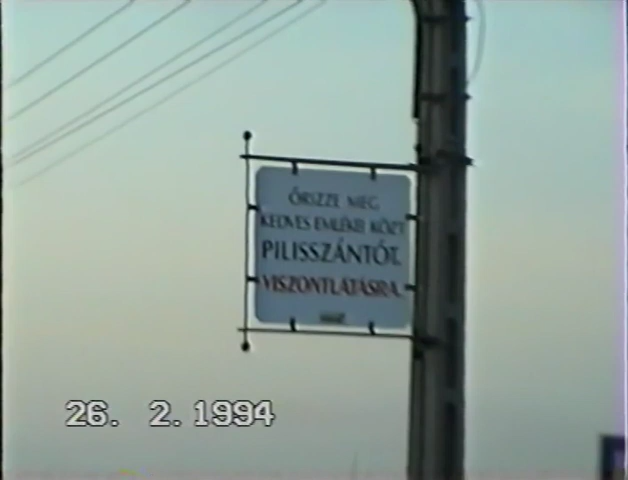 ŐRIZZE MEG
KEDVES EMLÉKEI KÖZT
PILISSZÁNTÓT.
VISZONTLÁTÁSRA.
26. 2. 1994